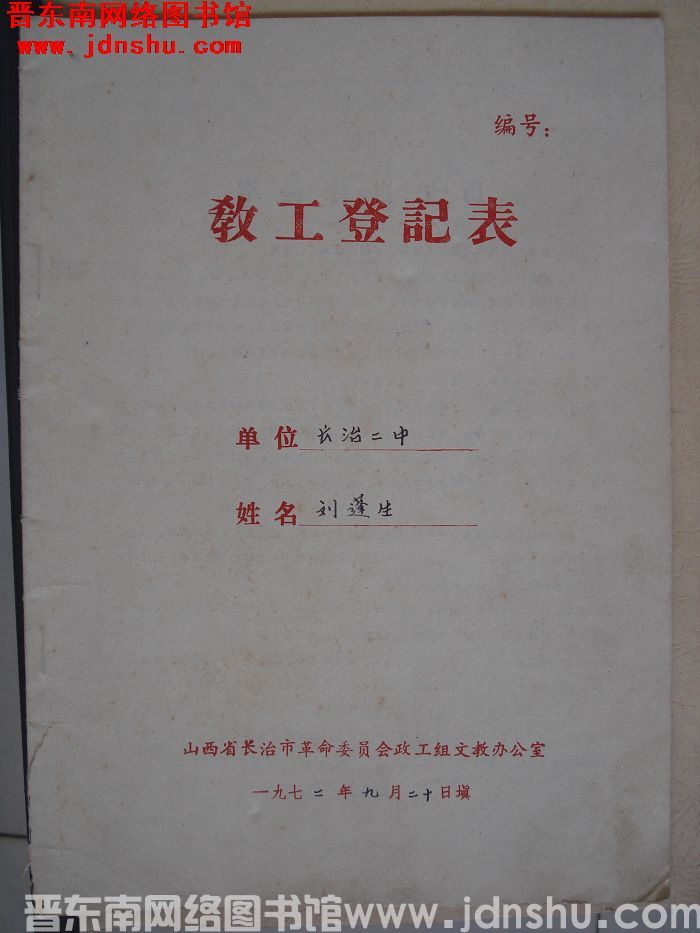 晋东南网络图书馆
www.jdnshu.com
编号：
教工登記表
单位 长治二中
姓名 刘蓬生
山西省长治市革命委员会政工组文教办公室
一九七二年九月二十日填
晋东南网络图书馆www.jdnshu.com